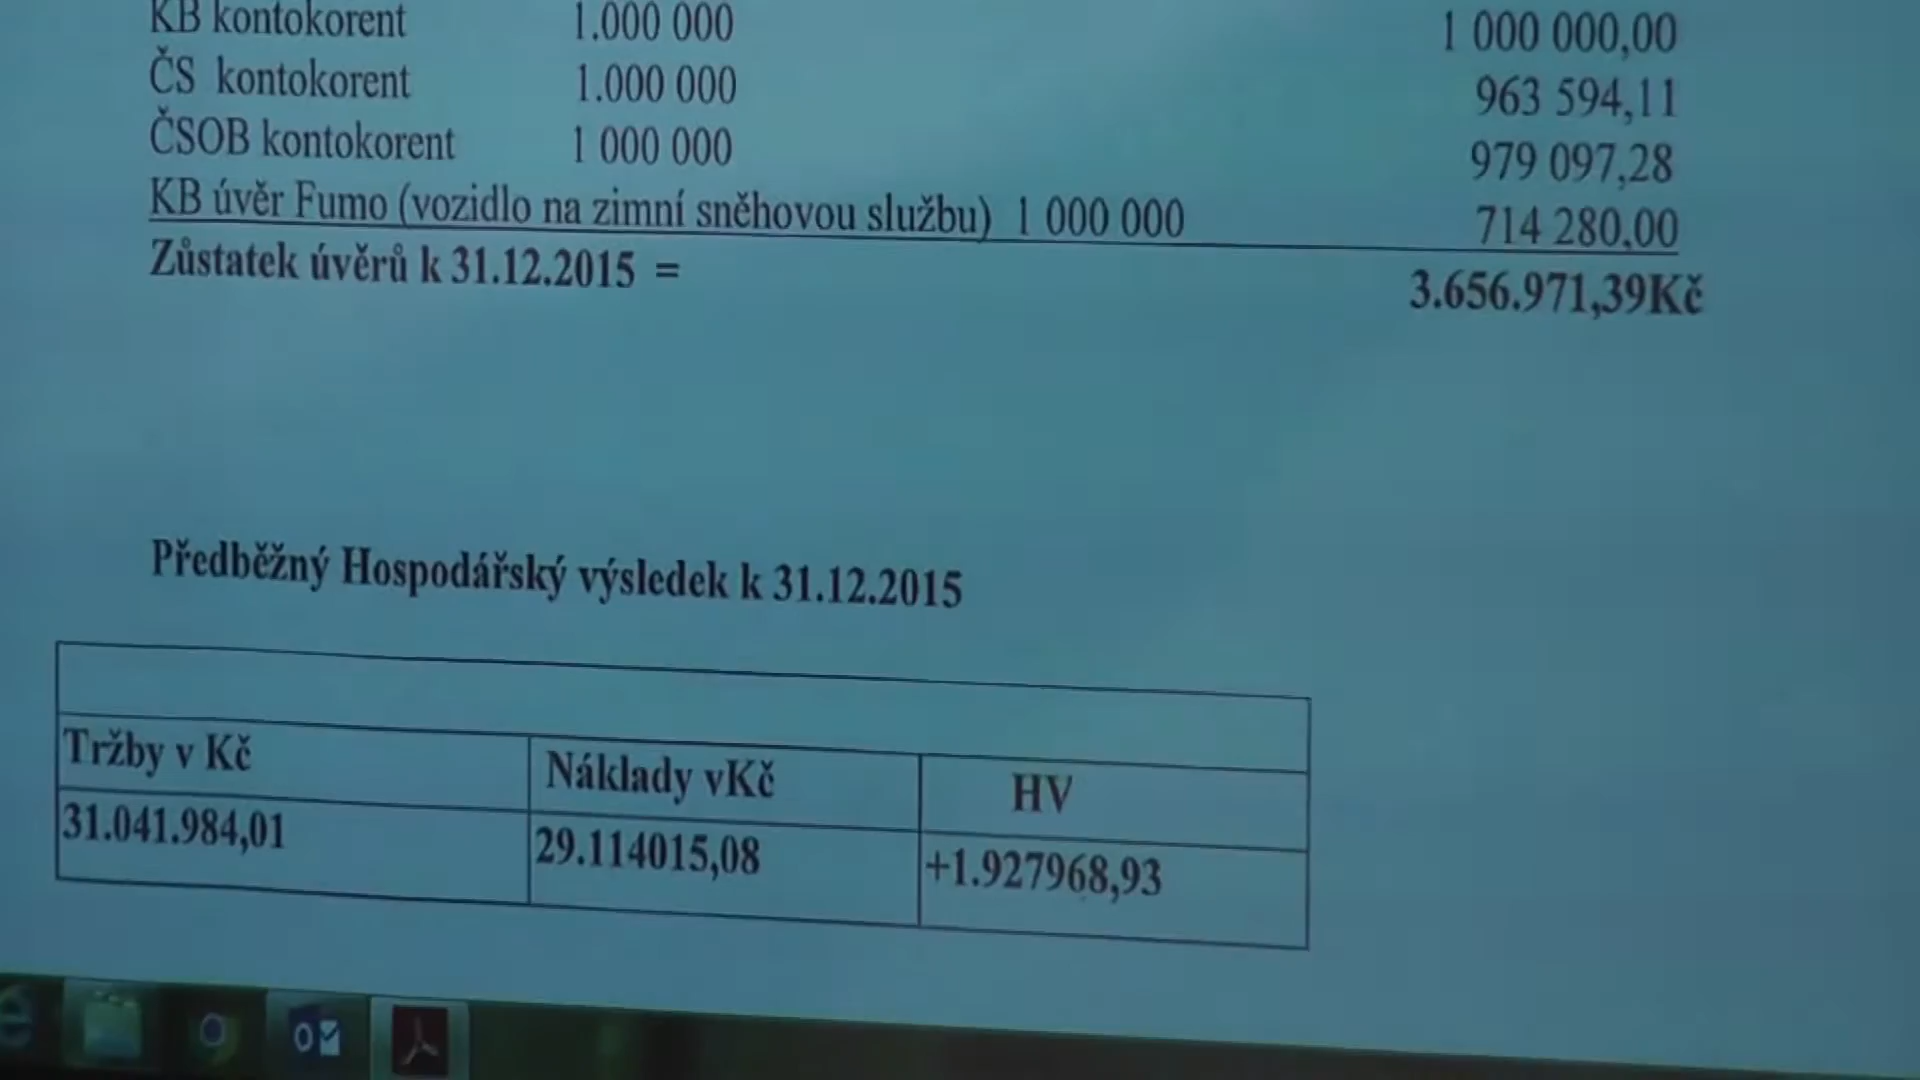 KB kontokorent 1.000 000 1 000 000,00
ČS kontokorent 1.000 000 963 594,11
ČSOB kontokorent 1 000 000 979 097,28
KB úvěr Fumo (vozidlo na zimní sněhovou službu) 1 000 000 714 280,00
Zůstatek úvěrů k 31.12.2015 = 3.656.971,39Kč
Předběžný Hospodářský výsledek k 31.12.2015
Tržby v Kč Náklady vKč HV
31.041.984,01 29.114015,08 +1.927968,93